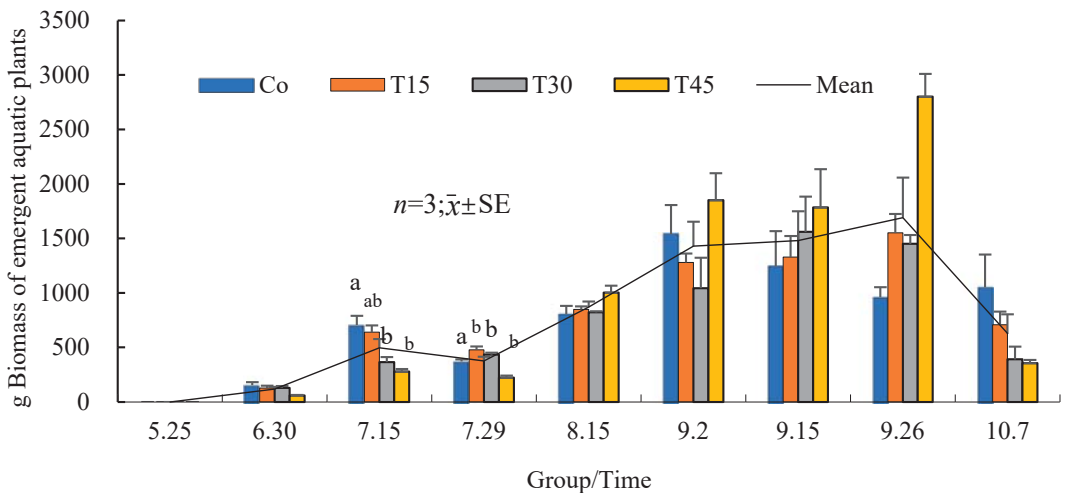 g Biomass of emergent aquatic plants
3500
3000
2500
2000
1500
1000
500
0
Co T15 T30 T45 Mean
n=3;x̄±SE
a ab b b
a b b b
5.25 6.30 7.15 7.29 8.15 9.2 9.15 9.26 10.7
Group/Time